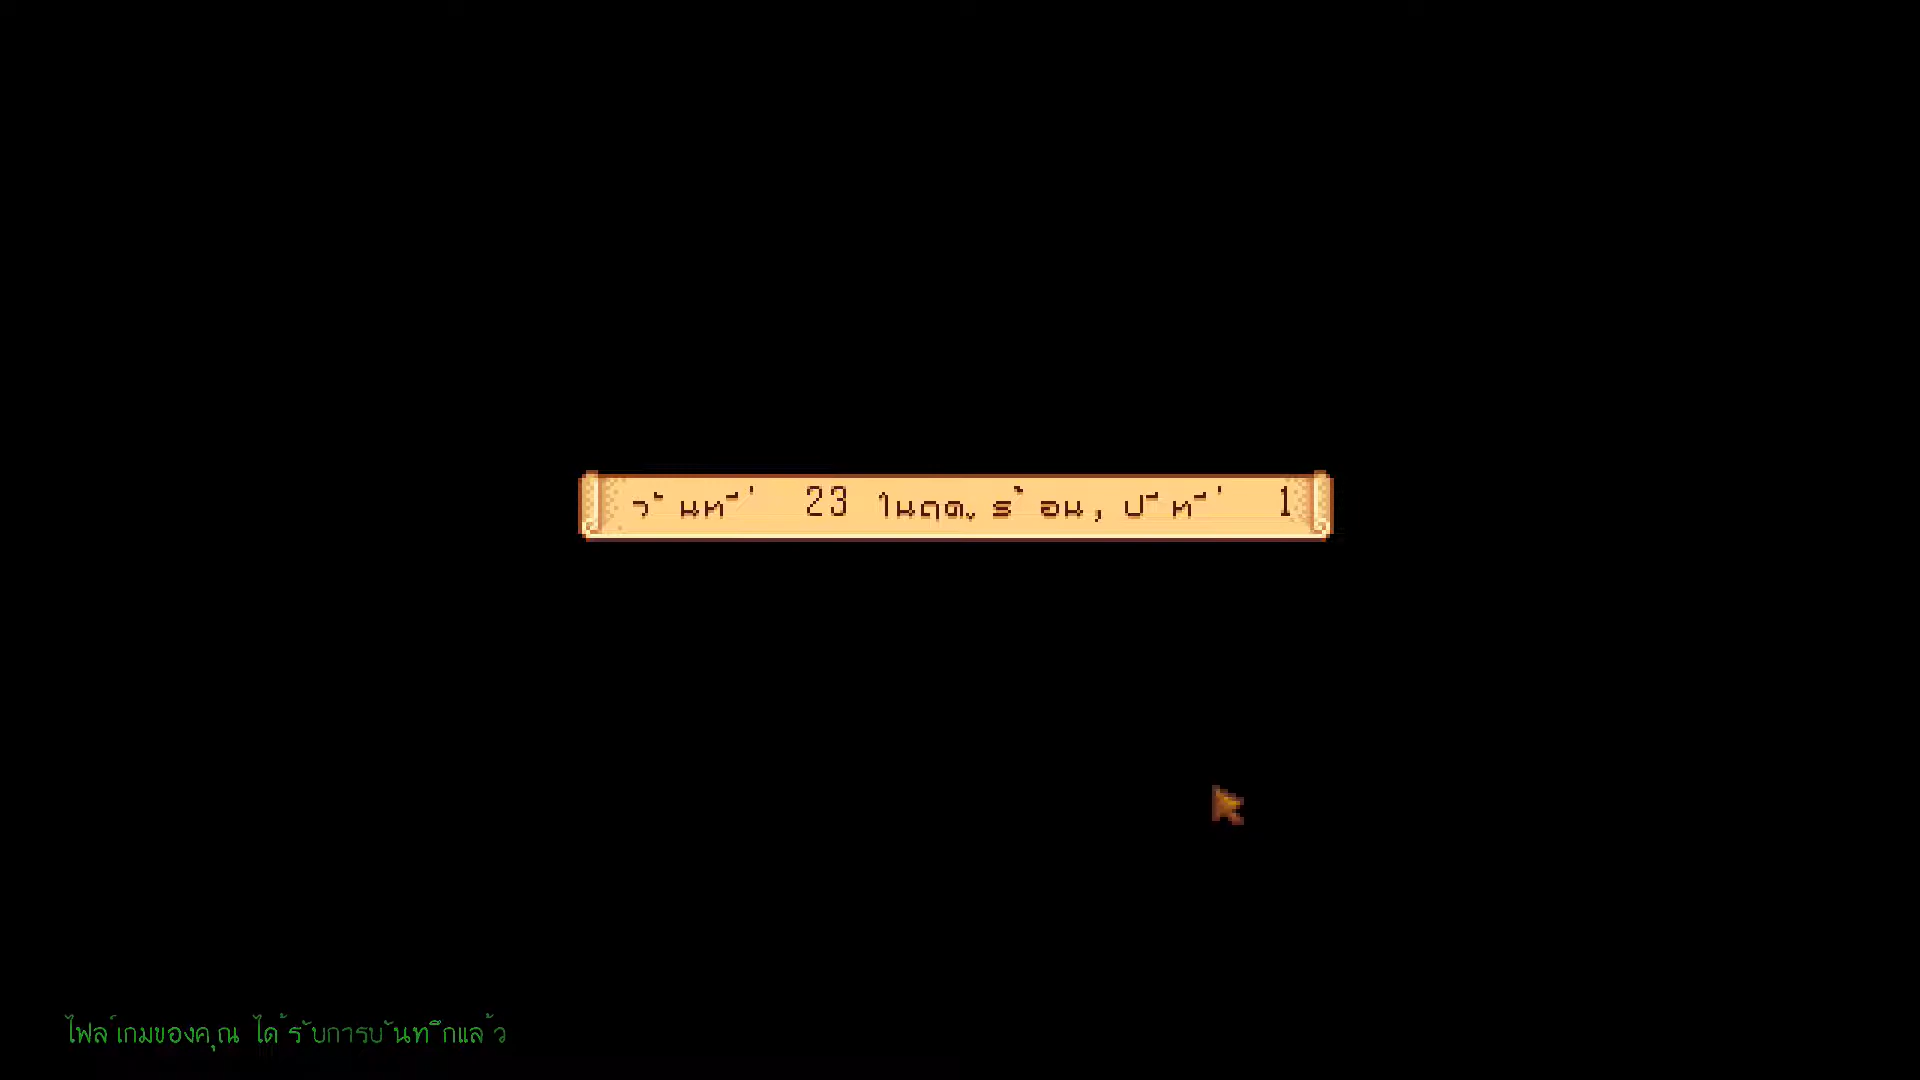 วันที่ 23 ในฤดูร้อน, ปีที่ 1
ไฟล์เกมของคุณ ได้รับการบันทึกแล้ว